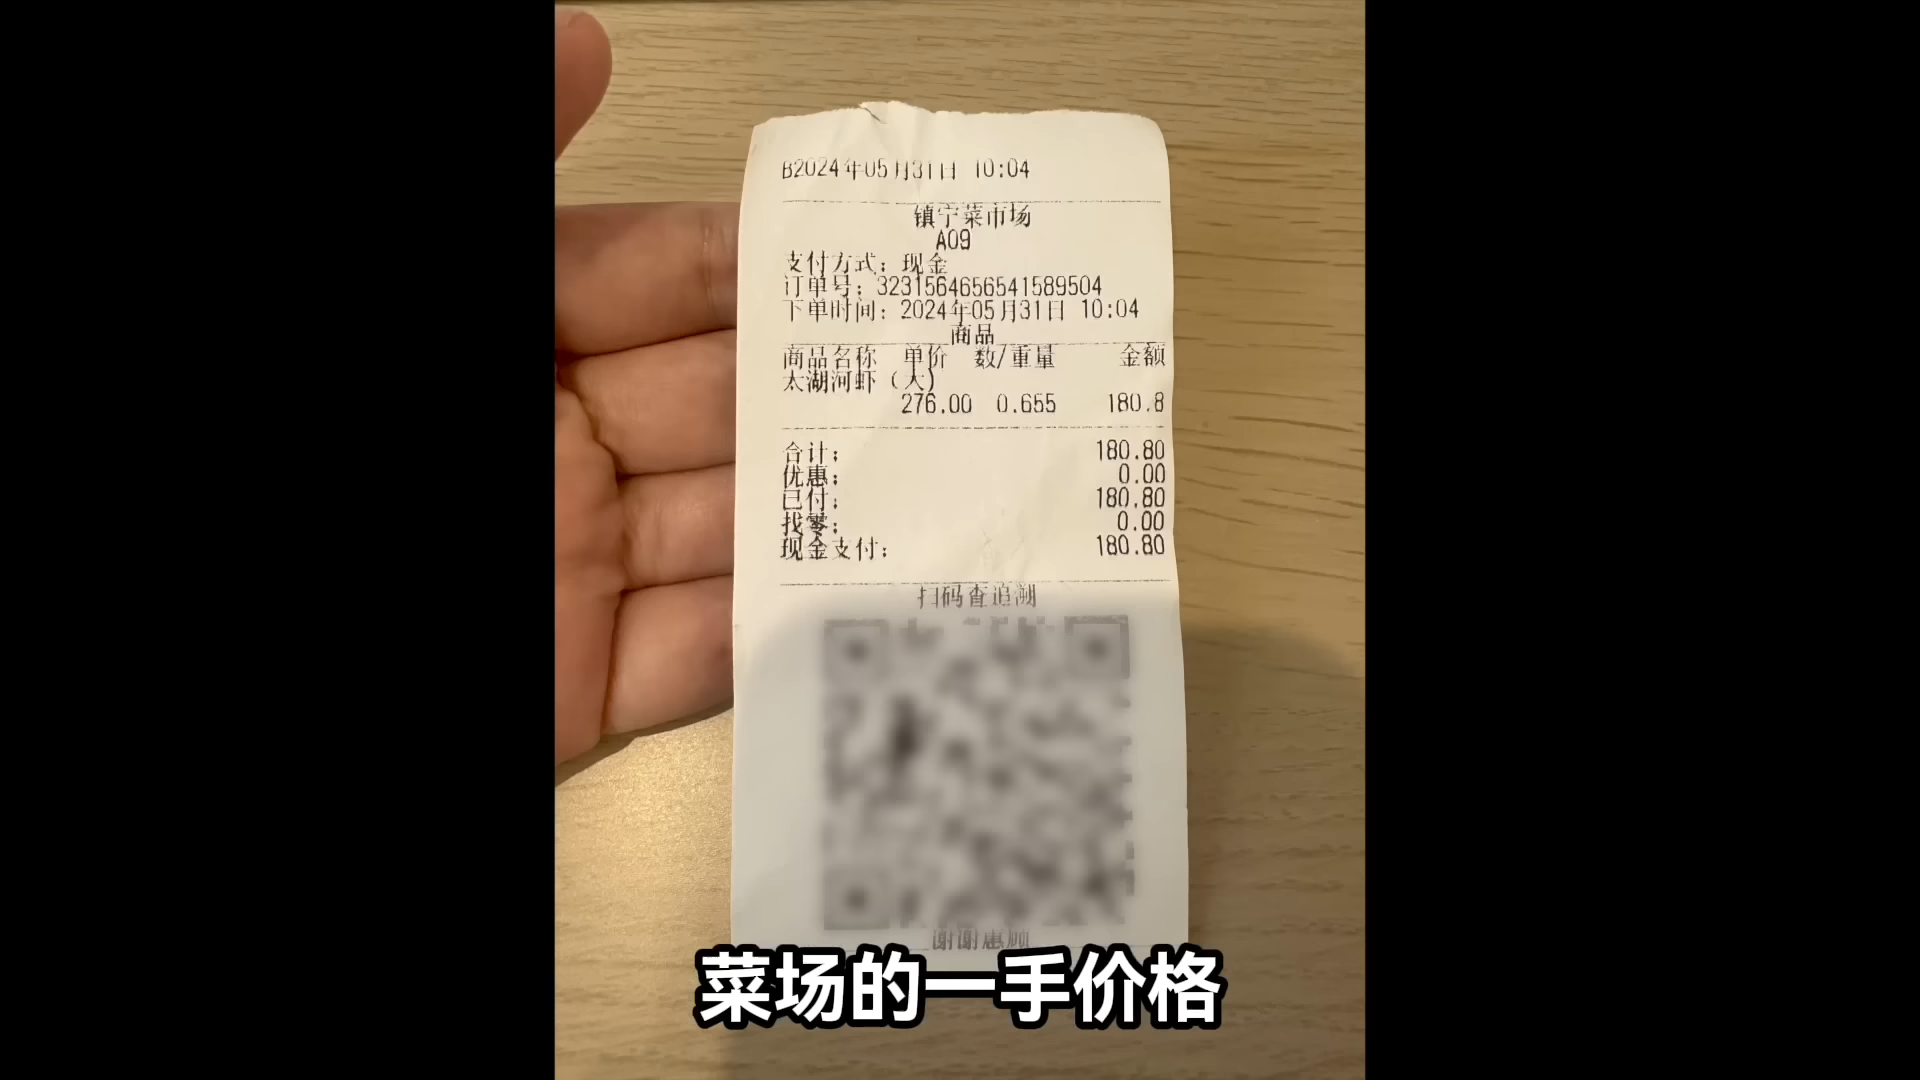 B2024年05月31日 10:04
镇宁菜市场
A09
支付方式：现金
订单号：3231564656541589504
下单时间：2024年05月31日 10:04
商品
商品名称 单价 数/重量 金额
太湖河虾（大）
276.00 0.655 180.8
合计： 180.80
优惠： 0.00
已付： 180.80
找零： 0.00
现金支付： 180.80
扫码查追溯
谢谢惠顾
菜场的一手价格